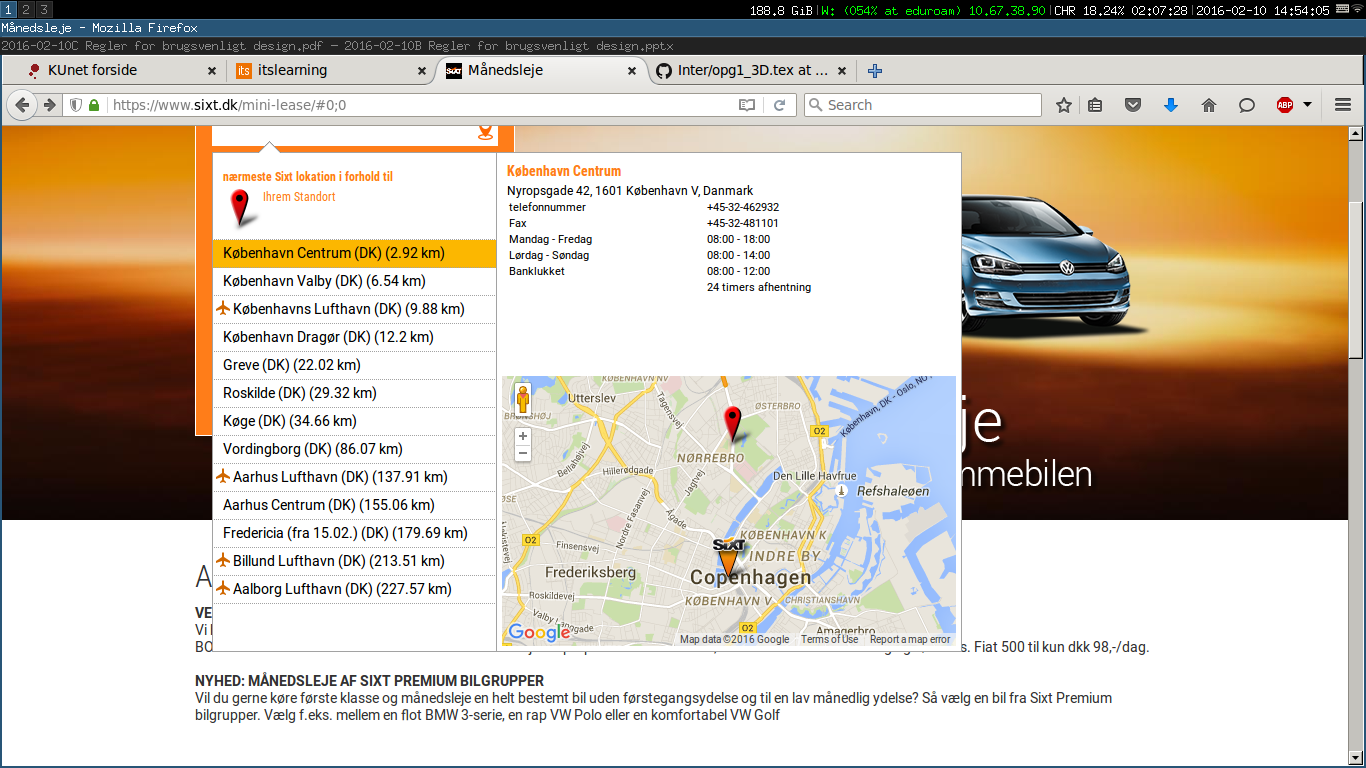 1 2 3
188.8 GiB|W: (054% at eduroam) 10.67.38.90|CHR 18.24% 02:07:28|2016-02-10 14:54:05
Månedsleje - Mozilla Firefox
2016-02-10C Regler for brugsvenligt design.pdf — 2016-02-10B Regler for brugsvenligt design.pptx
KUnet forside
its itslearning
SIXT Månedsleje
Inter/opg1_3D.tex at ...
https://www.sixt.dk/mini-lease/#0;0
Search
ABP
nærmeste Sixt lokation i forhold til
Ihrem Standort
København Centrum (DK) (2.92 km)
København Valby (DK) (6.54 km)
Københavns Lufthavn (DK) (9.88 km)
København Dragør (DK) (12.2 km)
Greve (DK) (22.02 km)
Roskilde (DK) (29.32 km)
Køge (DK) (34.66 km)
Vordingborg (DK) (86.07 km)
Aarhus Lufthavn (DK) (137.91 km)
Aarhus Centrum (DK) (155.06 km)
Fredericia (fra 15.02.) (DK) (179.69 km)
Billund Lufthavn (DK) (213.51 km)
Aalborg Lufthavn (DK) (227.57 km)
København Centrum
Nyropsgade 42, 1601 København V, Danmark
telefonnummer +45-32-462932
Fax +45-32-481101
Mandag - Fredag 08:00 - 18:00
Lørdag - Søndag 08:00 - 14:00
Banklukket 08:00 - 12:00
24 timers afhentning
KØBENHAVN NV
Utterslev
Tagensvej
ØSTERBRO
København, DK - Oslo, NO
O2
Bellahøjvej
NØRREBRO
Hillerødgade
Jagtvej
Den Lille Havfrue
Refshaleøen
Nordre Fasanvej
Ågade
O2
Finsensvej
SIXT
KØBENHAVN K
INDRE BY
Frederiksberg
Copenhagen
Roskildevej
KØBENHAVN V
CHRISTIANSHAVN
Valby Langgade
O2
Amagerbro
Google
Map data ©2016 Google Terms of Use Report a map error
je
mmebilen
A
VE
Vi
BO
s. Fiat 500 til kun dkk 98,-/dag.
NYHED: MÅNEDSLEJE AF SIXT PREMIUM BILGRUPPER
Vil du gerne køre første klasse og månedsleje en helt bestemt bil uden førstegangsydelse og til en lav månedlig ydelse? Så vælg en bil fra Sixt Premium
bilgrupper. Vælg f.eks. mellem en flot BMW 3-serie, en rap VW Polo eller en komfortabel VW Golf